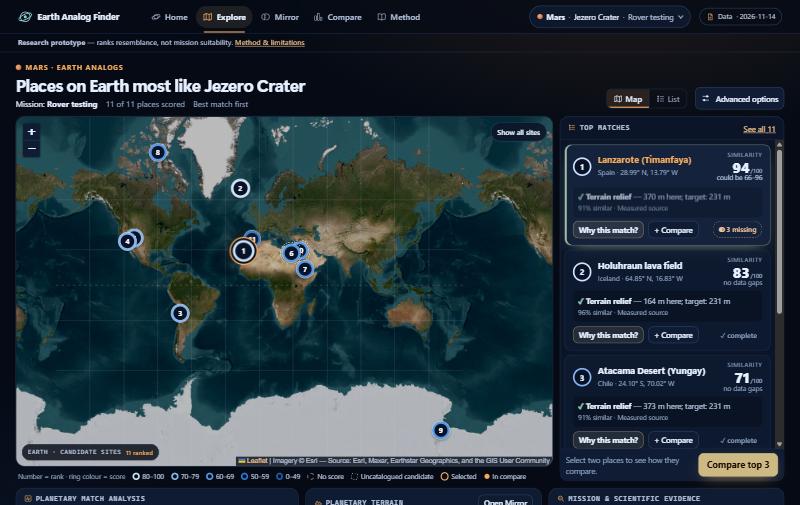 Earth Analog Finder
Home
Explore
Mirror
Compare
Method
Mars · Jezero Crater · Rover testing
Data · 2026-11-14
Research prototype — ranks resemblance, not mission suitability. Method & limitations
MARS · EARTH ANALOGS
Places on Earth most like Jezero Crater
Mission: Rover testing 11 of 11 places scored Best match first
Map
List
Advanced options
+
−
Show all sites
8
2
4
1
6
7
3
9
EARTH · CANDIDATE SITES 11 ranked
Leaflet | Imagery © Esri — Source: Esri, Maxar, Earthstar Geographics, and the GIS User Community
Number = rank · ring colour = score 80–100 70–79 60–69 50–59 0–49 No score Uncatalogued candidate Selected In compare
TOP MATCHES
See all 11
1
Lanzarote (Timanfaya)
Spain · 28.99° N, 13.79° W
SIMILARITY
94/100
could be 66–96
✓ Terrain relief — 370 m here; target: 231 m
91% similar · Measured source
Why this match?
+ Compare
3 missing
2
Holuhraun lava field
Iceland · 64.85° N, 16.83° W
SIMILARITY
83/100
no data gaps
✓ Terrain relief — 164 m here; target: 231 m
96% similar · Measured source
Why this match?
+ Compare
✓ complete
3
Atacama Desert (Yungay)
Chile · 24.10° S, 70.02° W
SIMILARITY
71/100
no data gaps
✓ Terrain relief — 373 m here; target: 231 m
91% similar · Measured source
Why this match?
+ Compare
✓ complete
Select two places to see how they
compare.
Compare top 3
PLANETARY MATCH ANALYSIS
PLANETARY TERRAIN
Open Mirror
MISSION & SCIENTIFIC EVIDENCE